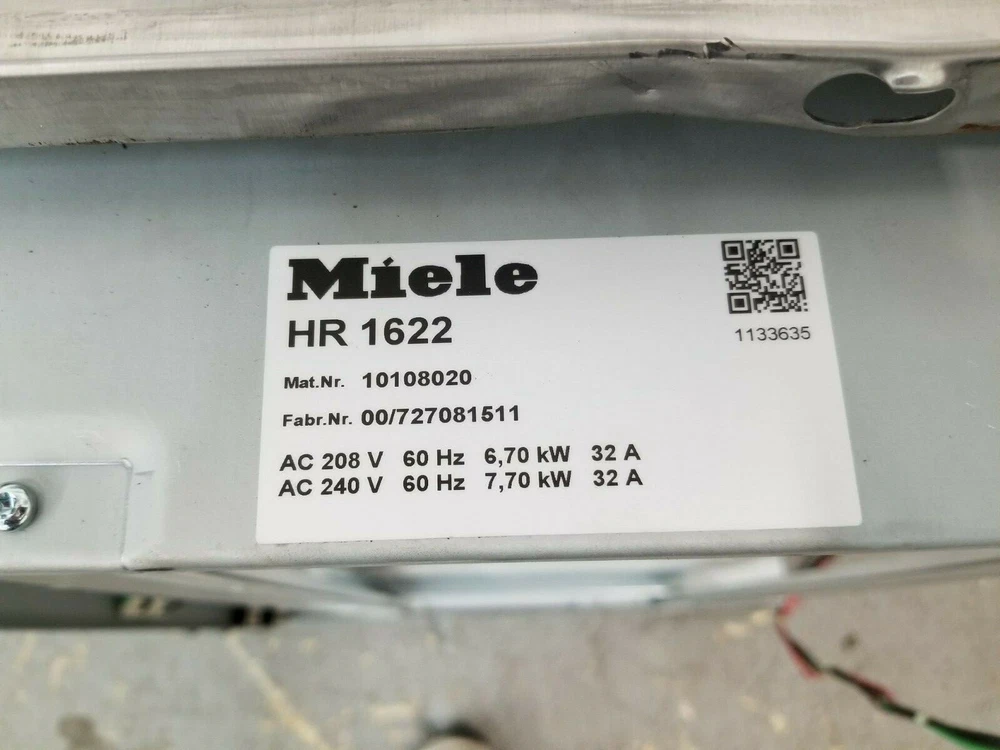 Miele
HR 1622
1133635
Mat.Nr. 10108020
Fabr.Nr. 00/727081511
AC 208 V 60 Hz 6,70 kW 32 A
AC 240 V 60 Hz 7,70 kW 32 A